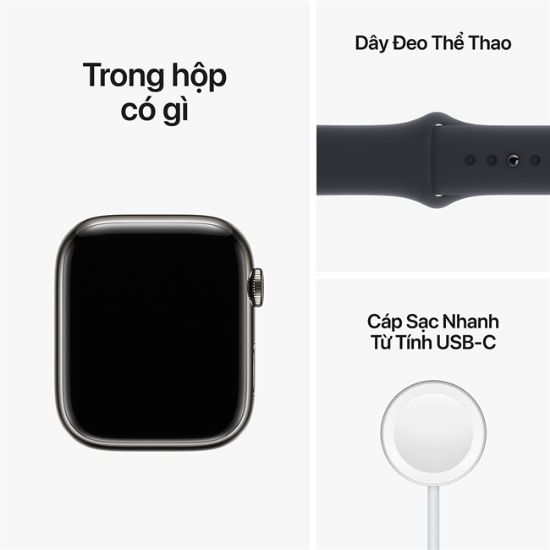 Trong hộp
có gì
Dây Đeo Thể Thao
Cáp Sạc Nhanh
Từ Tính USB-C